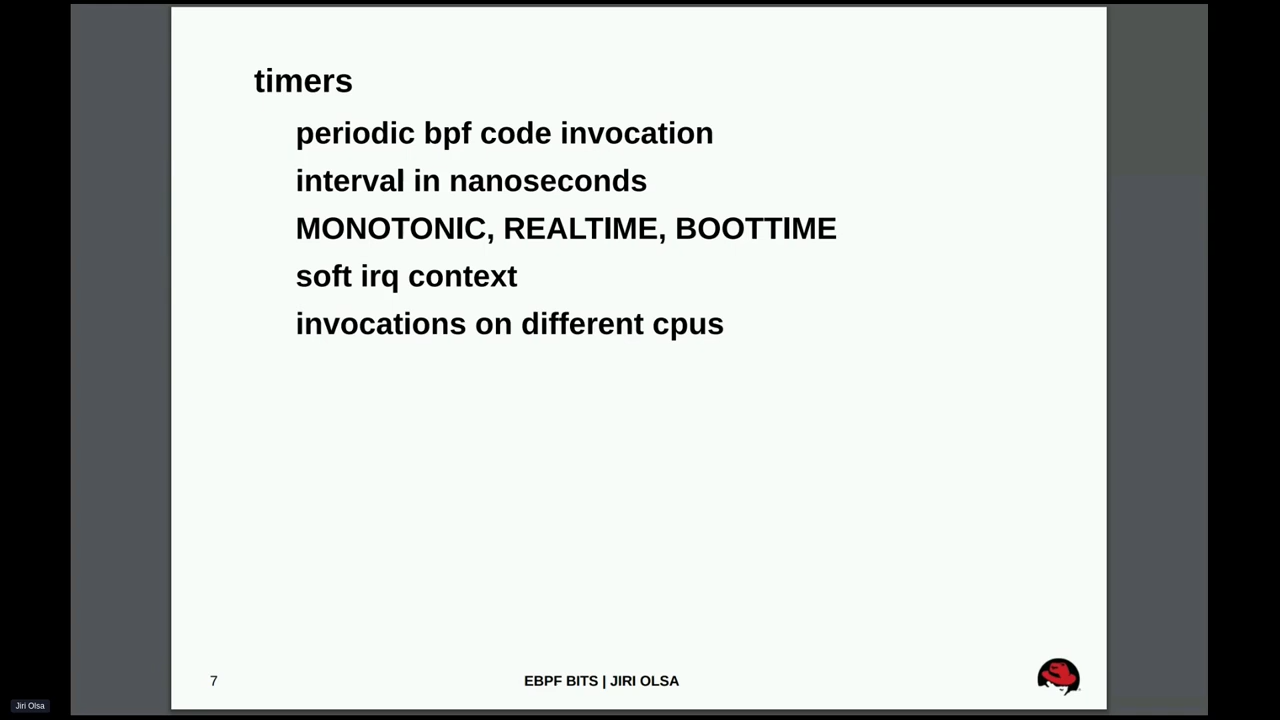 timers
periodic bpf code invocation
interval in nanoseconds
MONOTONIC, REALTIME, BOOTTIME
soft irq context
invocations on different cpus
7
EBPF BITS | JIRI OLSA
Jiri Olsa